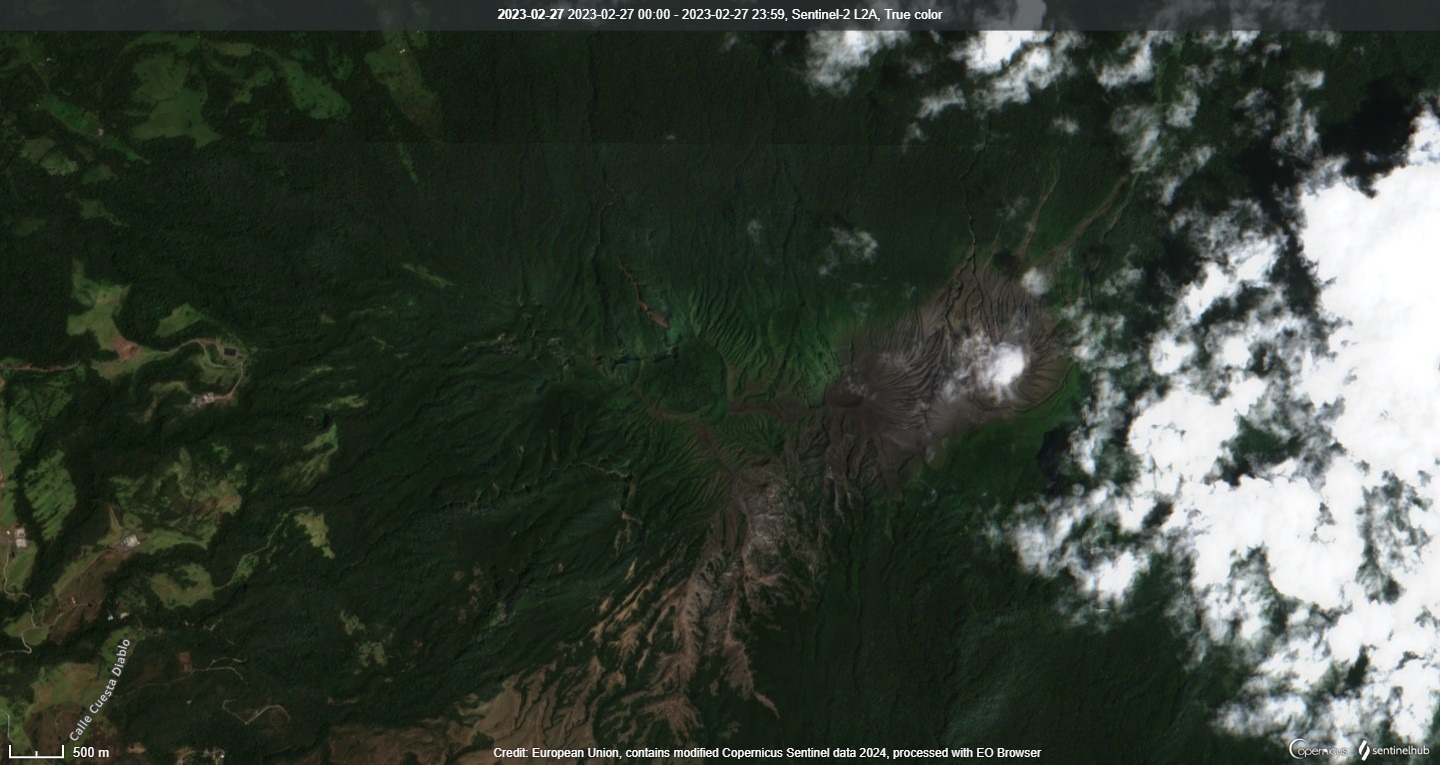 2023-02-27 2023-02-27 00:00 - 2023-02-27 23:59, Sentinel-2 L2A, True color
Calle Cuesta Diablo
500 m
Credit: European Union, contains modified Copernicus Sentinel data 2024, processed with EO Browser
Copernicus
sentinelhub